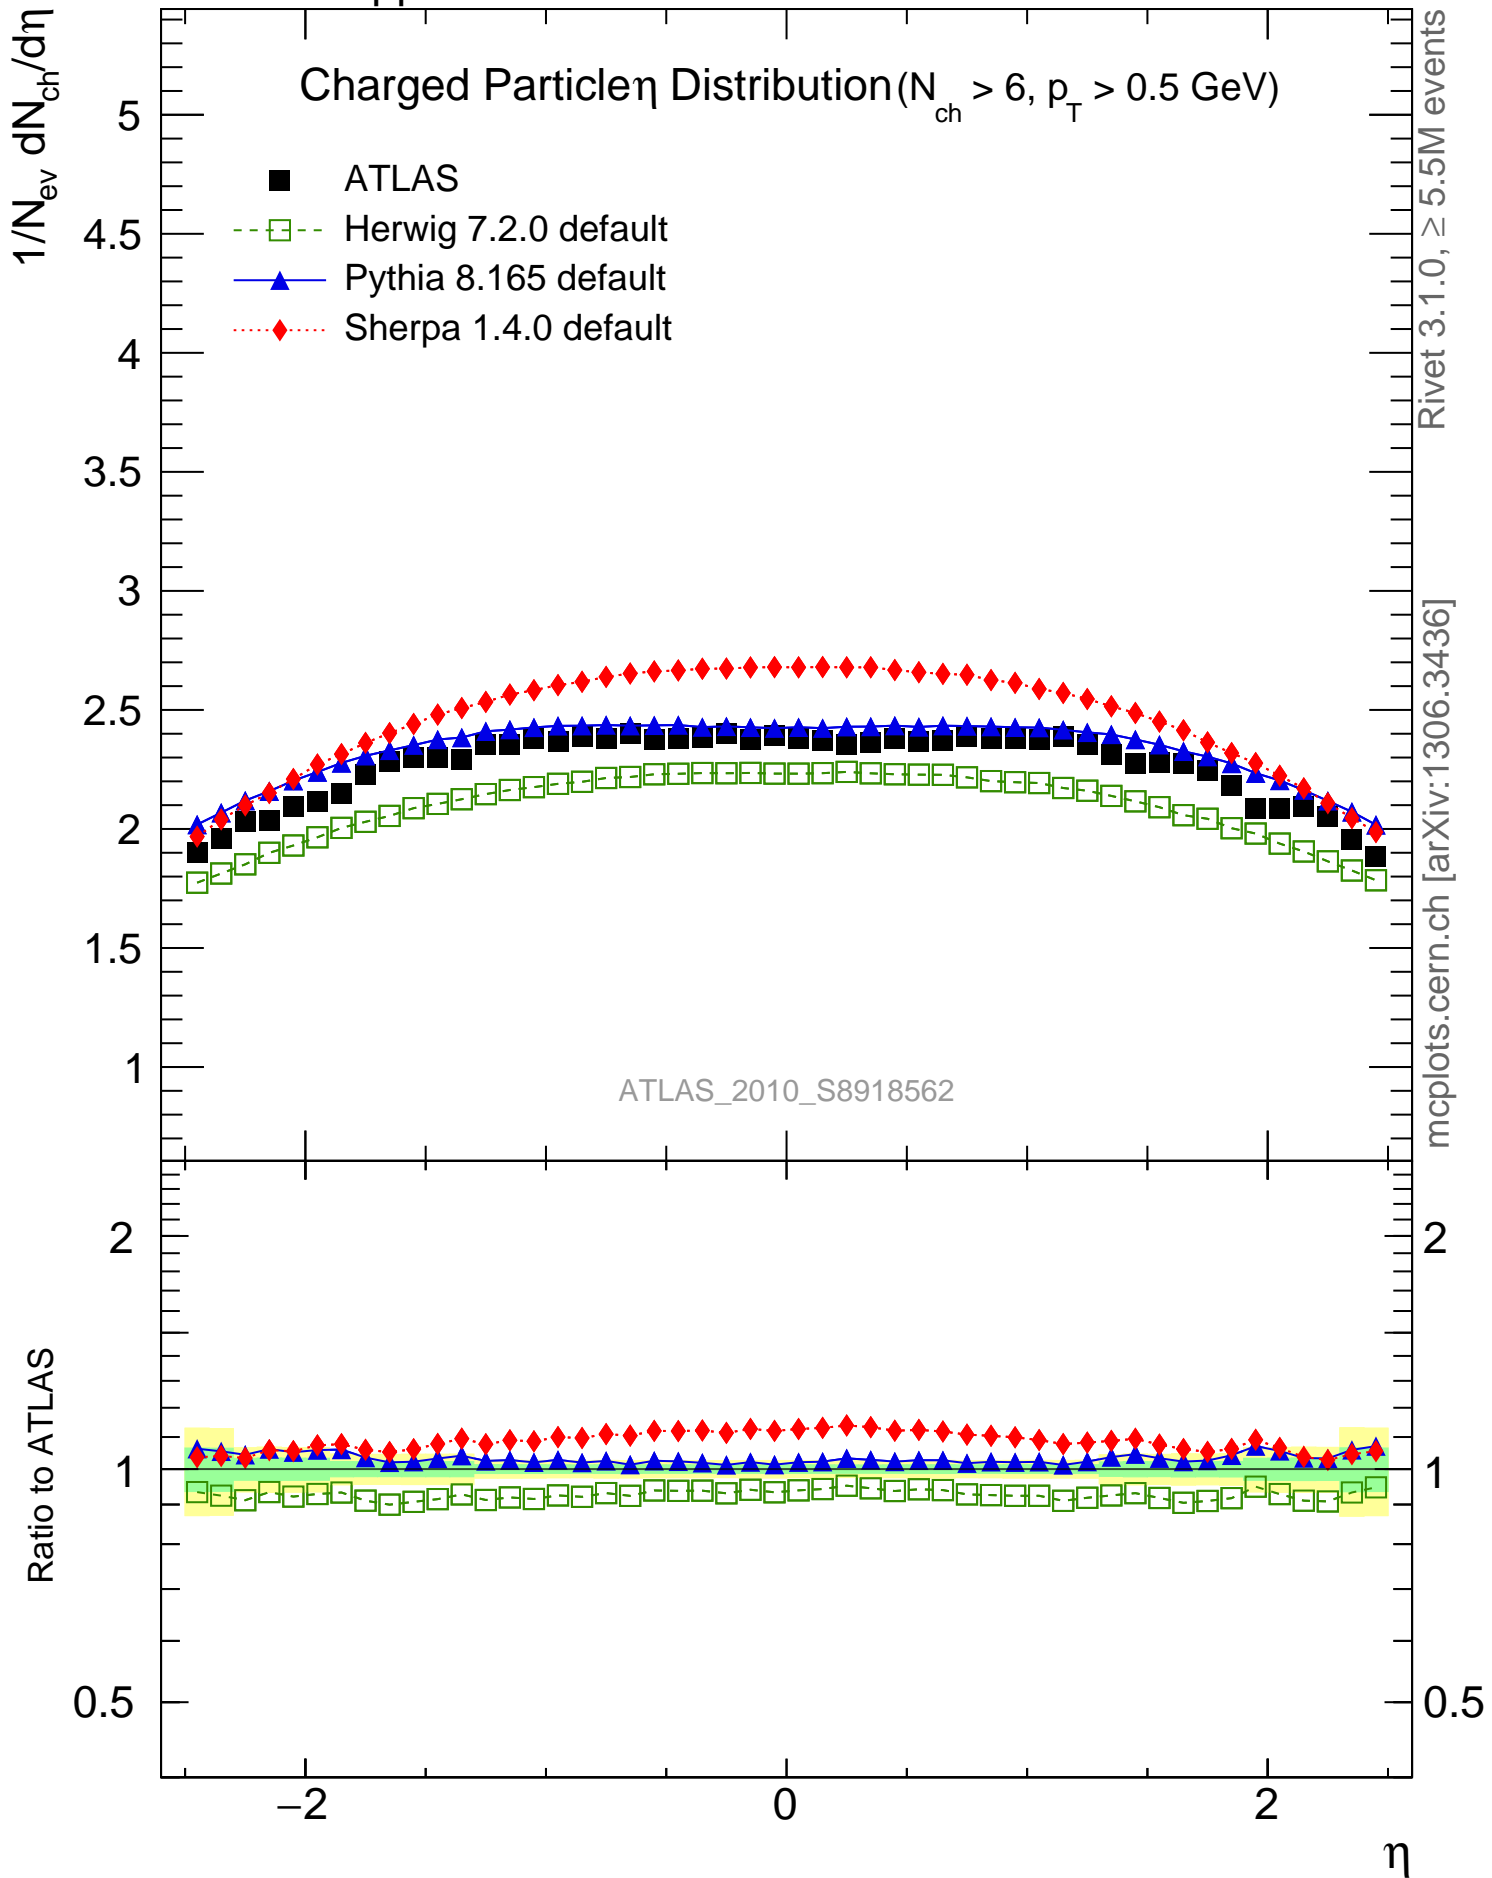 pp
1/N_ev dN_ch/dη
Charged Particleη Distribution(N_ch > 6, p_T > 0.5 GeV)
ATLAS
Herwig 7.2.0 default
Pythia 8.165 default
Sherpa 1.4.0 default
5
4.5
4
3.5
3
2.5
2
1.5
1
ATLAS_2010_S8918562
Rivet 3.1.0, ≥ 5.5M events
mcplots.cern.ch [arXiv:1306.3436]
Ratio to ATLAS
2
1
0.5
2
1
0.5
−2
0
2
η